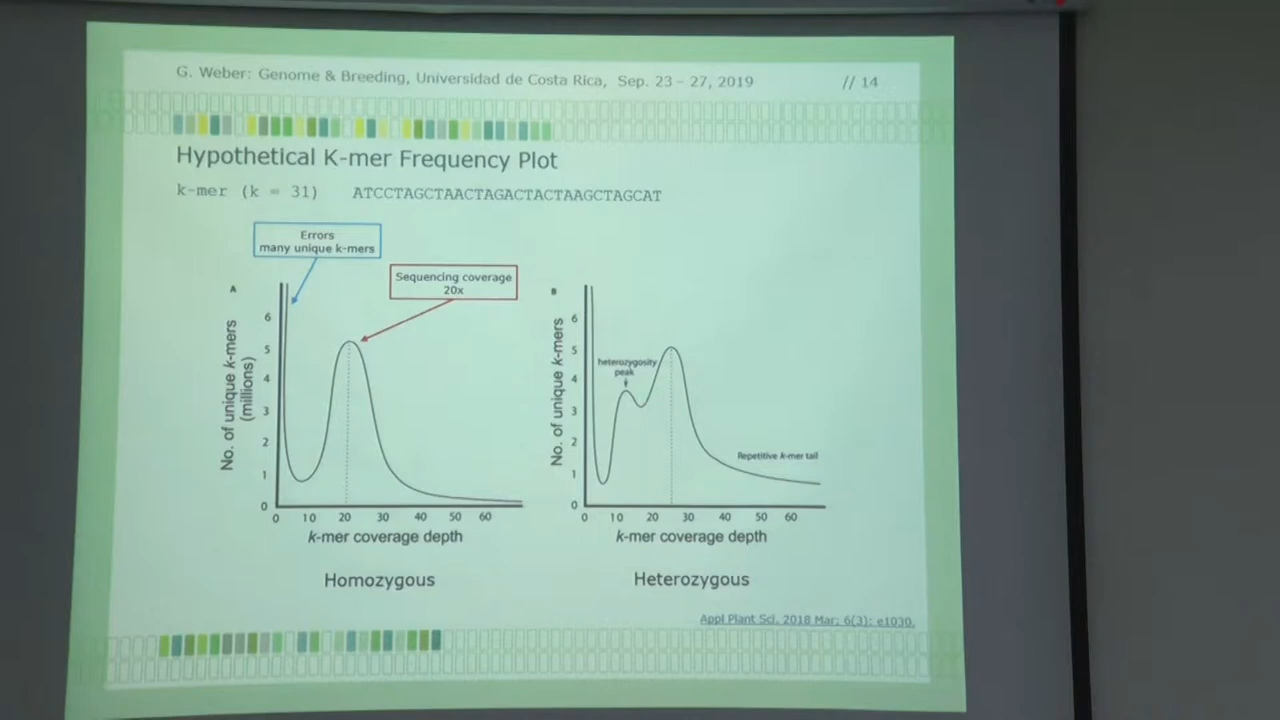 G. Weber: Genome & Breeding, Universidad de Costa Rica, Sep. 23 – 27, 2019 // 14
Hypothetical K-mer Frequency Plot
k-mer (k = 31) ATCCTAGCTAACTAGACTACTAAGCTAGCAT
Errors
many unique k-mers
Sequencing coverage
20x
A
No. of unique k-mers
(millions)
6
5
4
3
2
1
0
0 10 20 30 40 50 60
k-mer coverage depth
Homozygous
B
No. of unique k-mers
6
5
4
3
2
1
0
heterozygosity
peak
Repetitive k-mer tail
0 10 20 30 40 50 60
k-mer coverage depth
Heterozygous
Appl Plant Sci. 2018 Mar; 6(3): e1030.